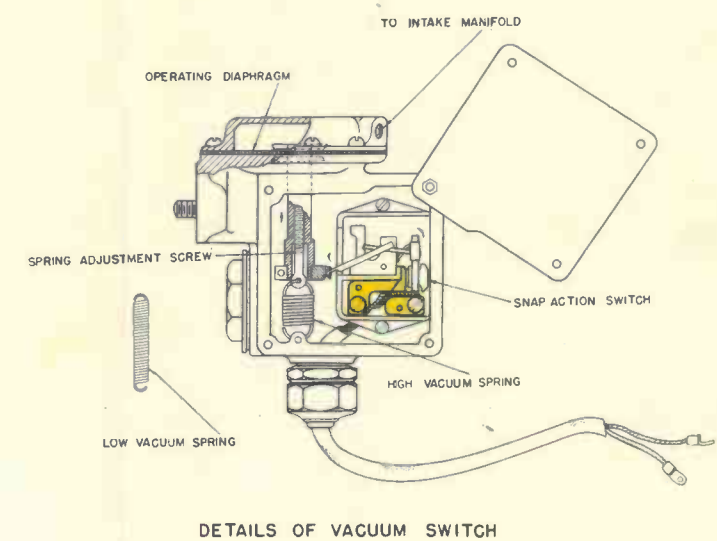 TO INTAKE MANIFOLD
OPERATING DIAPHRAGM
SPRING ADJUSTMENT SCREW
SNAP ACTION SWITCH
HIGH VACUUM SPRING
LOW VACUUM SPRING
DETAILS OF VACUUM SWITCH